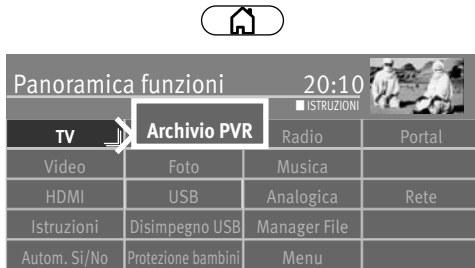 Panoramica funzioni 20:10
ISTRUZIONI
TV Archivio PVR Radio Portal
Video Foto Musica
HDMI USB Analogica Rete
Istruzioni Disimpegno USB Manager File
Autom. Si/No Protezione bambini Menu